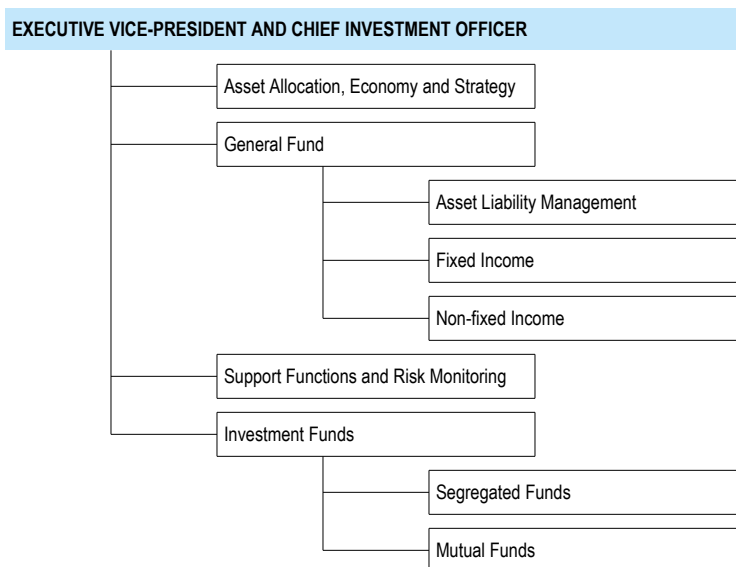 EXECUTIVE VICE-PRESIDENT AND CHIEF INVESTMENT OFFICER
Asset Allocation, Economy and Strategy
General Fund
Asset Liability Management
Fixed Income
Non-fixed Income
Support Functions and Risk Monitoring
Investment Funds
Segregated Funds
Mutual Funds